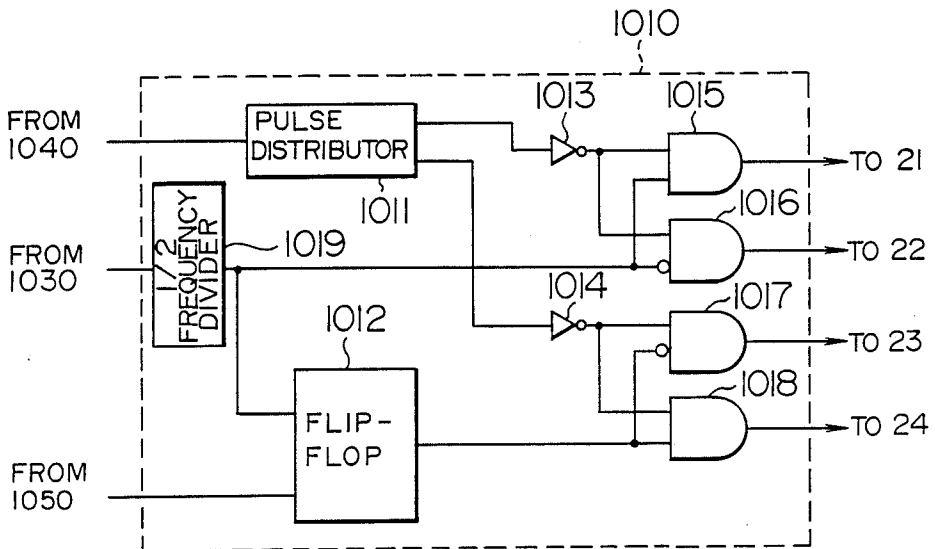 1010
1013
1015
FROM
1040
PULSE
DISTRIBUTOR
TO 21
1011
1016
1/2
FREQUENCY
DIVIDER
1019
FROM
1030
TO 22
1014
1017
1012
TO 23
1018
FLIP-
FLOP
TO 24
FROM
1050